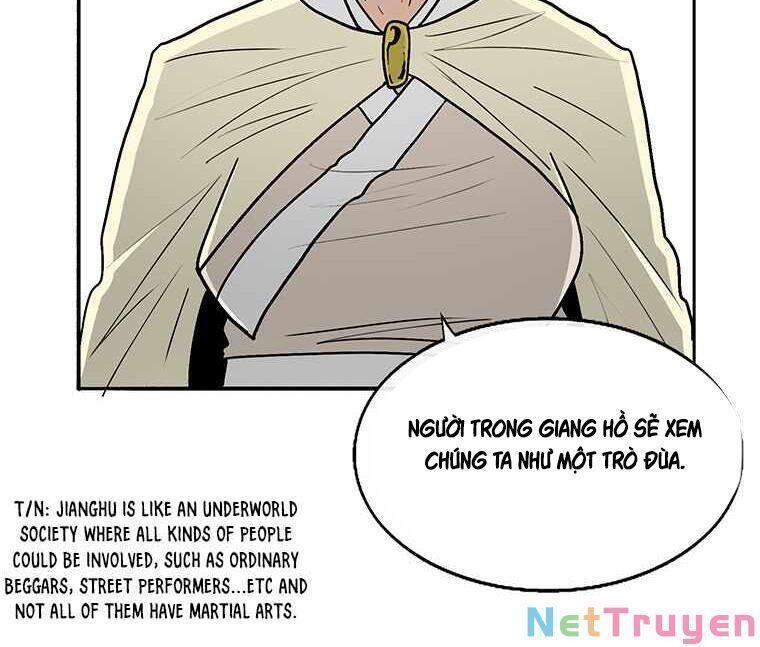 NGƯỜI TRONG GIANG HỒ SẼ XEM
CHÚNG TA NHƯ MỘT TRÒ ĐÙA.
T/N: JIANGHU IS LIKE AN UNDERWORLD
SOCIETY WHERE ALL KINDS OF PEOPLE
COULD BE INVOLVED, SUCH AS ORDINARY
BEGGARS, STREET PERFORMERS...ETC AND
NOT ALL OF THEM HAVE MARTIAL ARTS.
NetTruyen